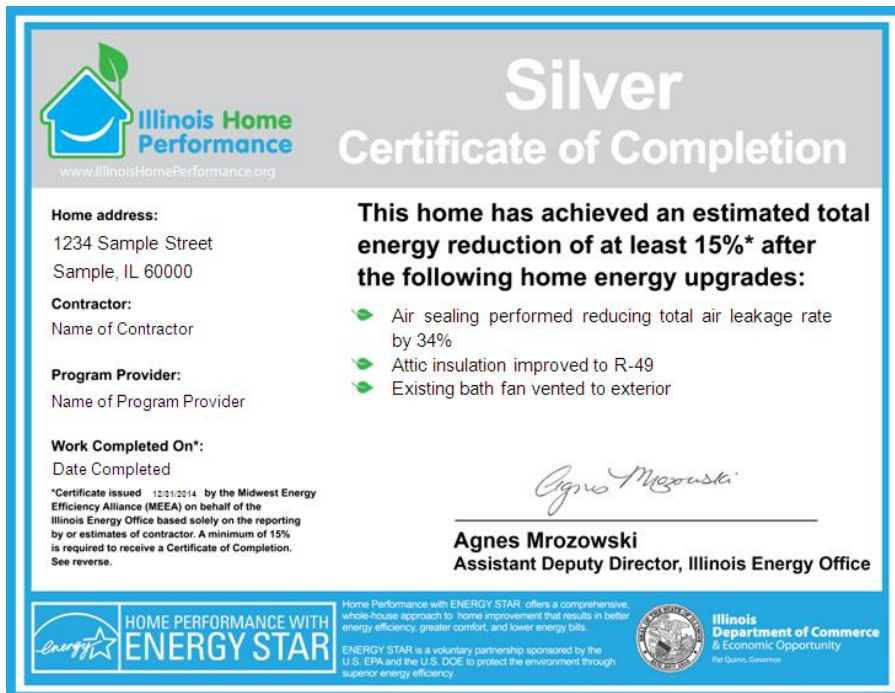 Illinois Home
Performance
www.IllinoisHomePerformance.org
Silver
Certificate of Completion
Home address:
1234 Sample Street
Sample, IL 60000
Contractor:
Name of Contractor
Program Provider:
Name of Program Provider
Work Completed On*:
Date Completed
*Certificate issued 12/31/2014 by the Midwest Energy
Efficiency Alliance (MEEA) on behalf of the
Illinois Energy Office based solely on the reporting
by or estimates of contractor. A minimum of 15%
is required to receive a Certificate of Completion.
See reverse.
This home has achieved an estimated total
energy reduction of at least 15%* after
the following home energy upgrades:
Air sealing performed reducing total air leakage rate
by 34%
Attic insulation improved to R-49
Existing bath fan vented to exterior
Agnes Mrozowski
Agnes Mrozowski
Assistant Deputy Director, Illinois Energy Office
energy
HOME PERFORMANCE WITH
ENERGY STAR
Home Performance with ENERGY STAR offers a comprehensive,
whole-house approach to home improvement that results in better
energy efficiency, greater comfort, and lower energy bills.
ENERGY STAR is a voluntary partnership sponsored by the
U.S. EPA and the U.S. DOE to protect the environment through
superior energy efficiency.
Illinois
Department of Commerce
& Economic Opportunity
Pat Quinn, Governor